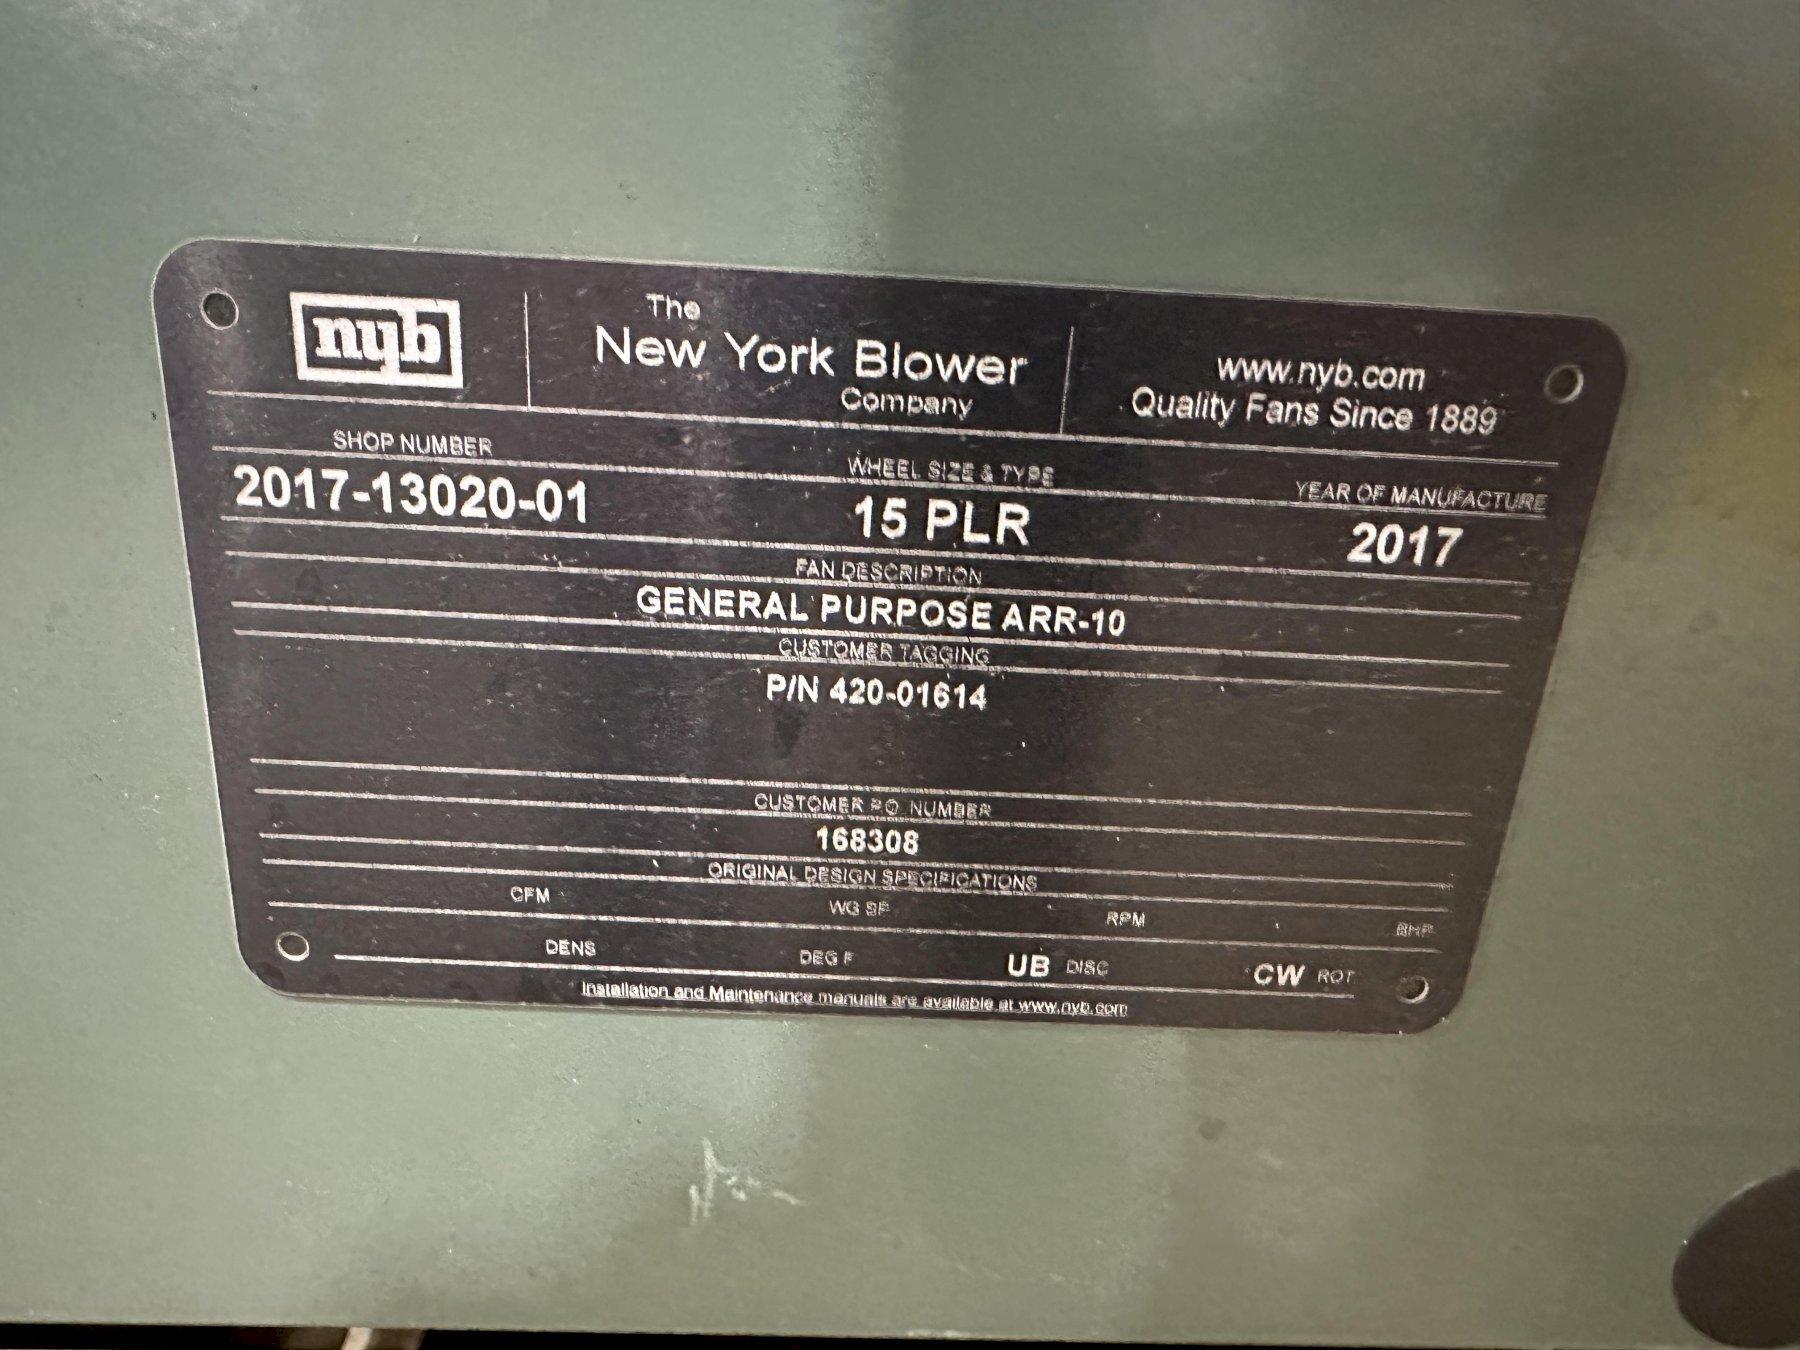 nyb
The
New York Blower
Company
www.nyb.com
Quality Fans Since 1889
SHOP NUMBER
2017-13020-01
WHEEL SIZE & TYPE
15 PLR
YEAR OF MANUFACTURE
2017
FAN DESCRIPTION
GENERAL PURPOSE ARR-10
CUSTOMER TAGGING
P/N 420-01614
CUSTOMER P.O. NUMBER
168308
ORIGINAL DESIGN SPECIFICATIONS
CFM WG SP RPM BHP
DENS DEG F UB DISC CW ROT
Installation and Maintenance manuals are available at www.nyb.com